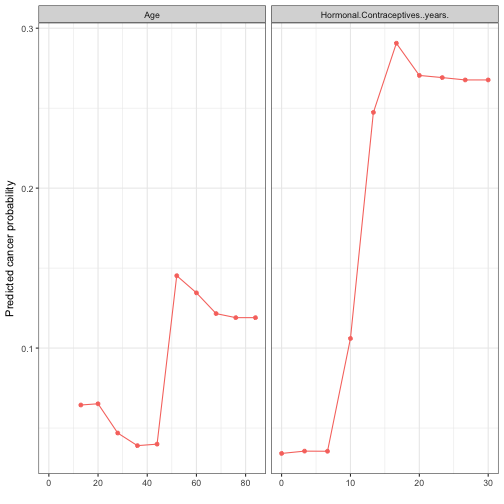 Age
Hormonal.Contraceptives..years.
Predicted cancer probability
0.3
0.2
0.1
0 20 40 60 80
0 10 20 30